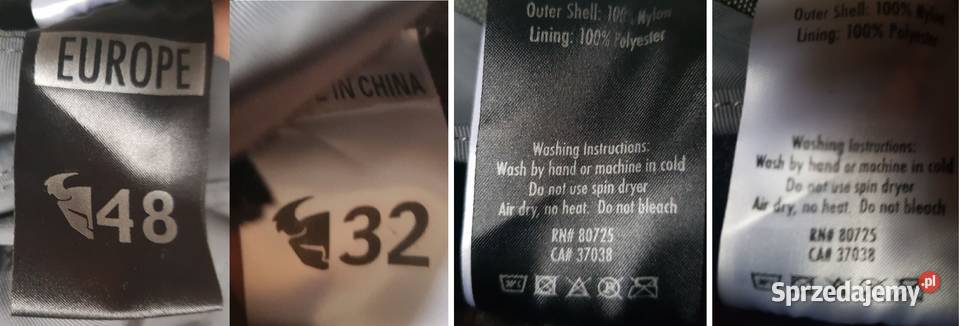 EUROPE
48
E IN CHINA
32
Outer Shell: 100% Nylon
Lining: 100% Polyester
Washing Instructions:
Wash by hand or machine in cold
Do not use spin dryer
Air dry, no heat. Do not bleach
RN# 80725
CA# 37038
30°C
Outer Shell: 100% Nylon
Lining: 100% Polyester
Washing Instructions:
Wash by hand or machine in cold
Do not use spin dryer
Air dry, no heat. Do not bleach
RN# 80725
CA# 37038
Sprzedajemy.pl